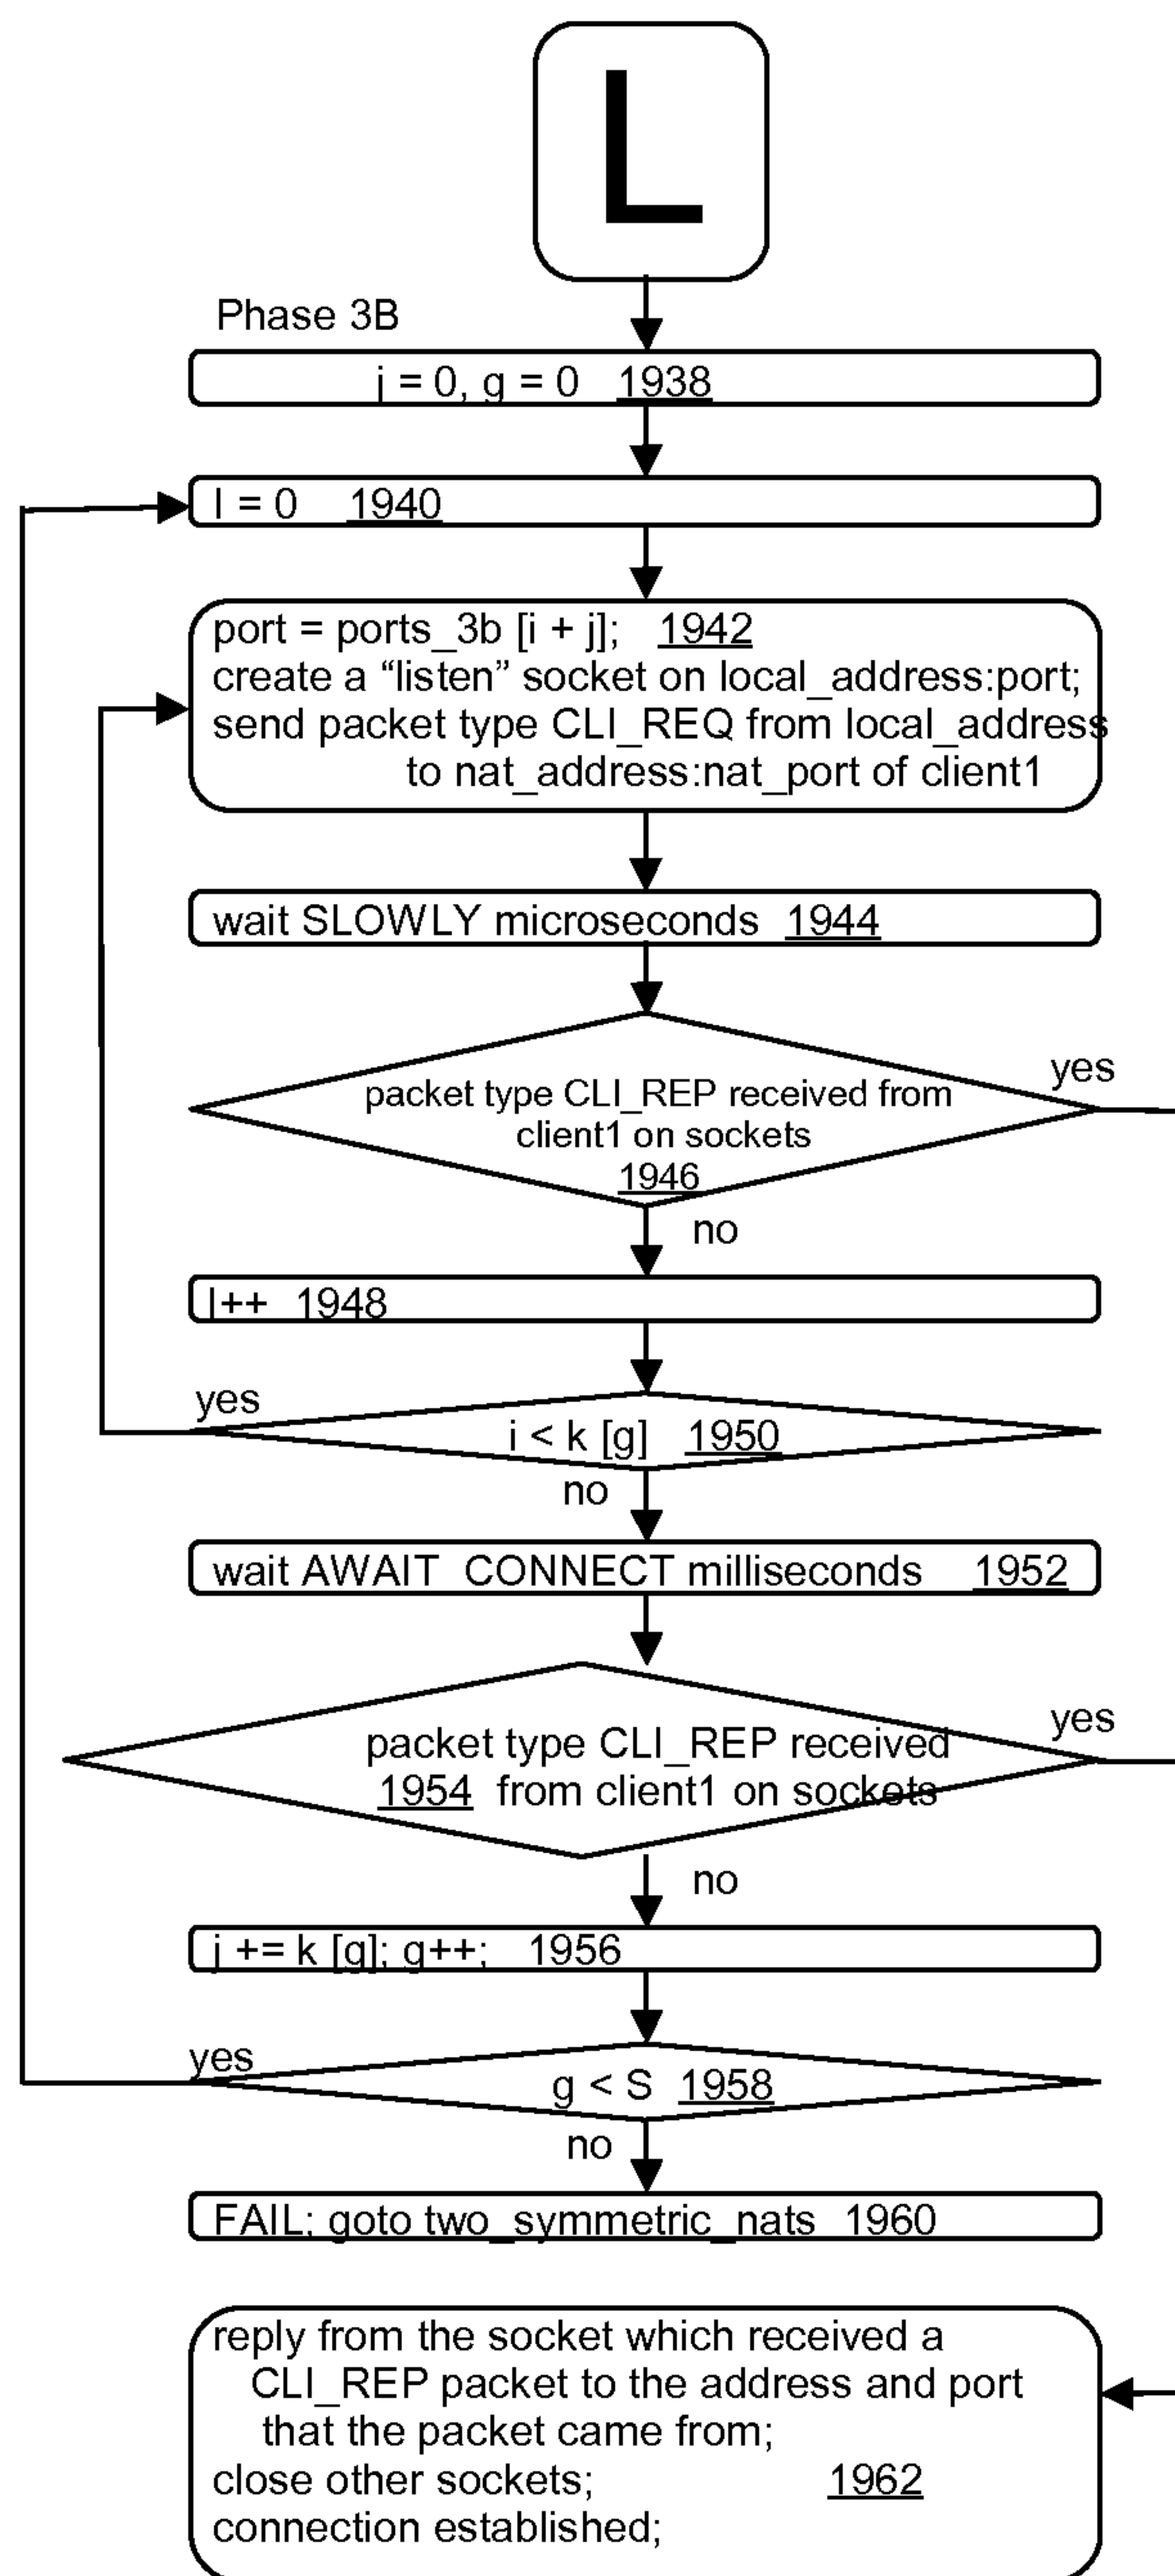 L
Phase 3B
j = 0, g = 0 1938
I = 0 1940
port = ports_3b [i + j]; 1942
create a “listen” socket on local_address:port;
send packet type CLI_REQ from local_address
to nat_address:nat_port of client1
wait SLOWLY microseconds 1944
packet type CLI_REP received from
client1 on sockets
1946
yes
no
I++ 1948
yes
i < k [g] 1950
no
wait AWAIT CONNECT milliseconds 1952
yes
packet type CLI_REP received
1954 from client1 on sockets
no
j += k [g]; g++; 1956
yes
g < S 1958
no
FAIL; goto two_symmetric_nats 1960
reply from the socket which received a
CLI_REP packet to the address and port
that the packet came from;
close other sockets; 1962
connection established;